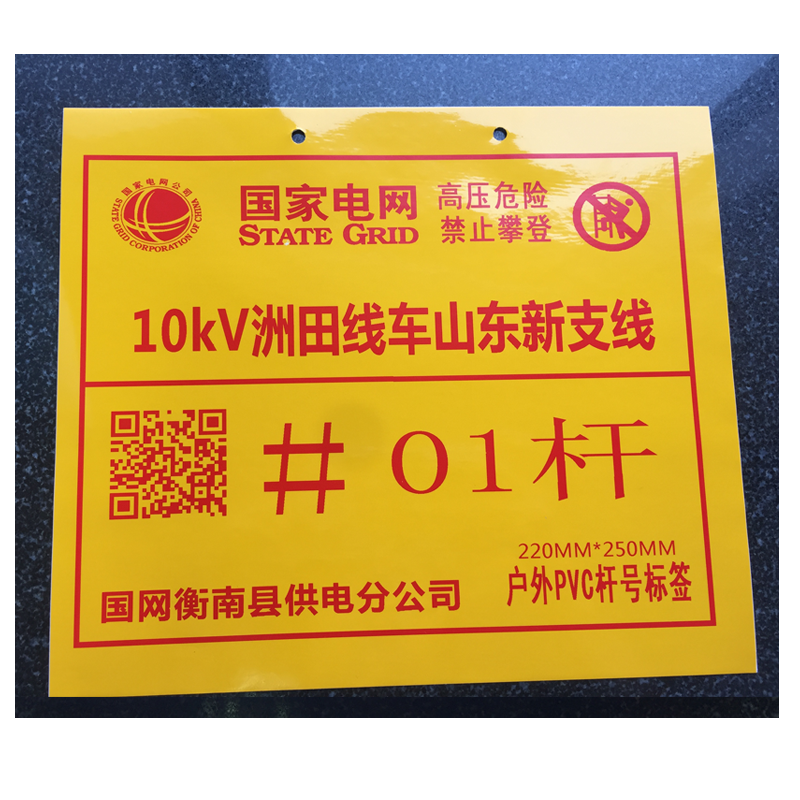 国家电网公司
STATE GRID CORPORATION OF CHINA
国家电网
STATE GRID
高压危险
禁止攀登
10kV洲田线车山东新支线
# 01杆
220MM*250MM
户外PVC杆号标签
国网衡南县供电分公司